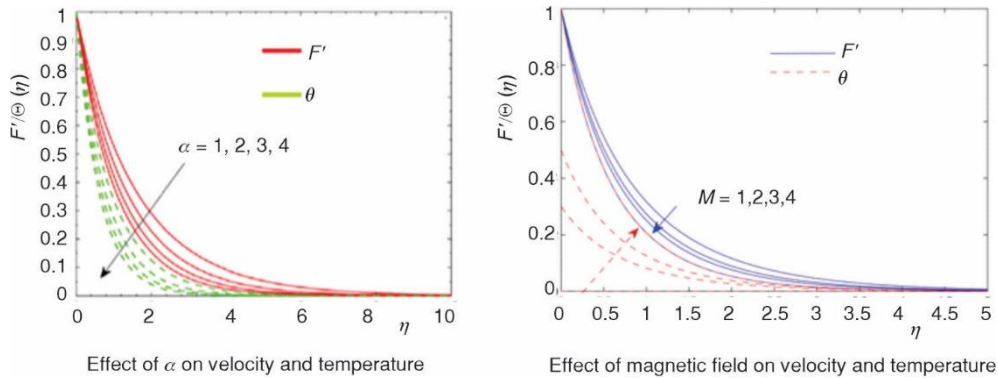 F′/Θ (η)
1
0.9
0.8
0.7
0.6
0.5
0.4
0.3
0.2
0.1
0
F′
θ
α = 1, 2, 3, 4
0 2 4 6 8 10
η
Effect of α on velocity and temperature
F′/Θ (η)
1
0.8
0.6
0.4
0.2
0
F′
θ
M = 1,2,3,4
0 0.5 1 1.5 2 2.5 3 3.5 4 4.5 5
η
Effect of magnetic field on velocity and temperature